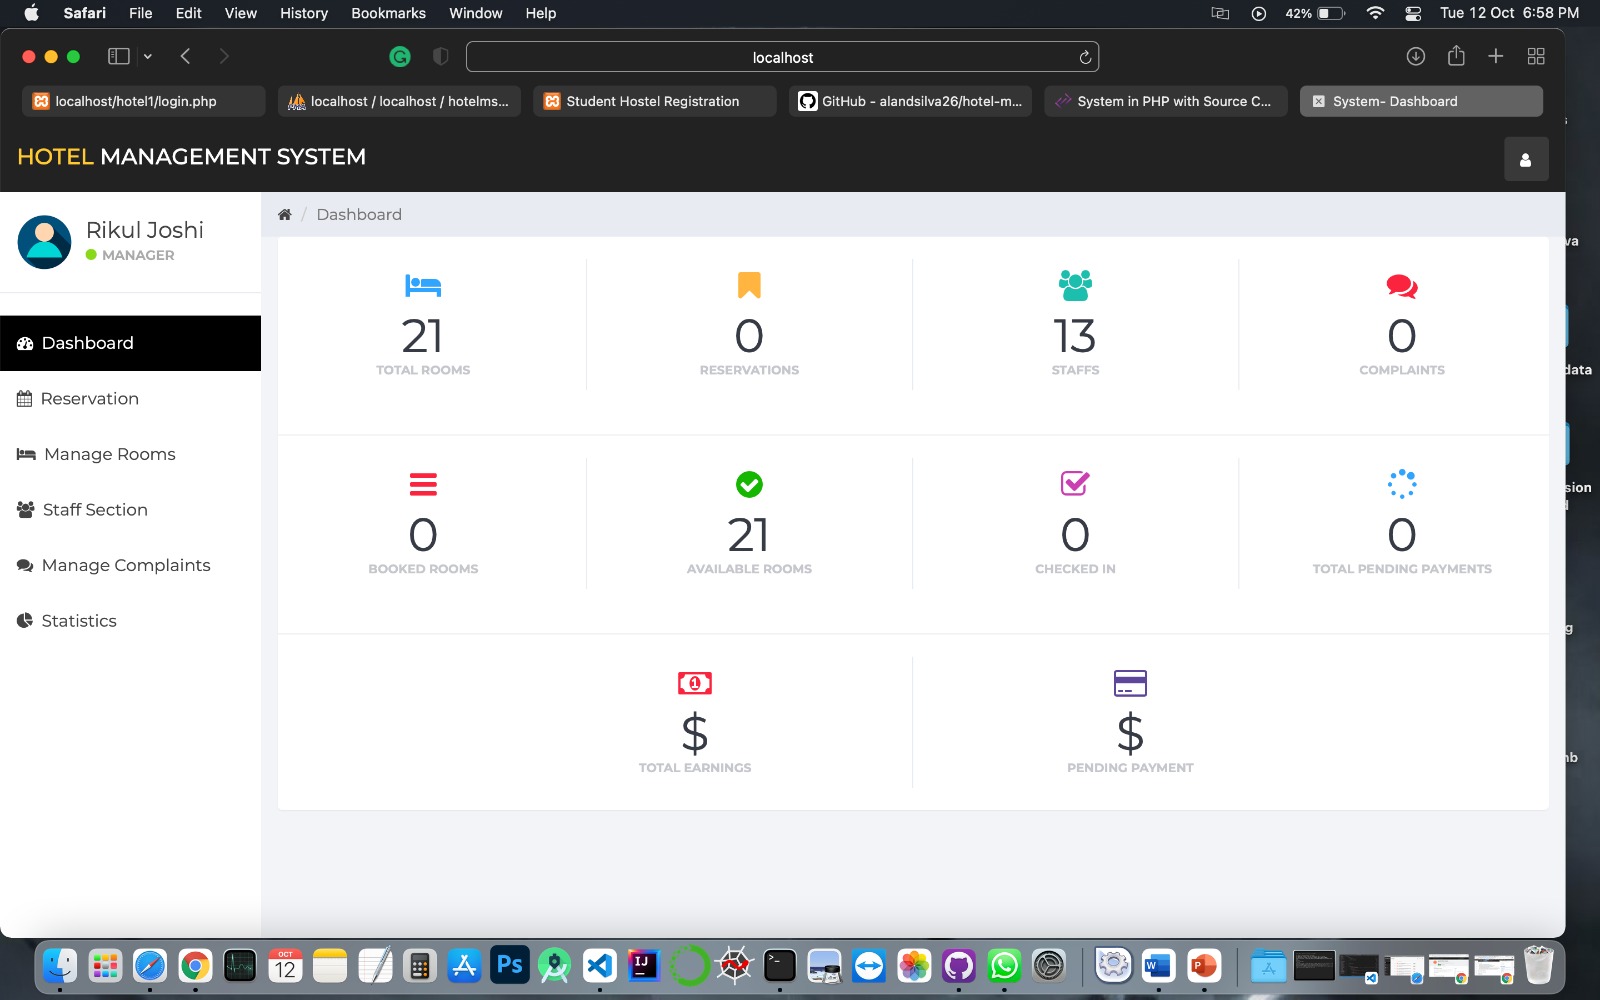 Safari File Edit View History Bookmarks Window Help 42% Tue 12 Oct 6:58 PM
localhost
localhost/hotel1/login.php localhost / localhost / hotelms... Student Hostel Registration GitHub - alandsilva26/hotel-m... System in PHP with Source C... System- Dashboard
HOTEL MANAGEMENT SYSTEM
Rikul Joshi
MANAGER
/ Dashboard
Dashboard
Reservation
Manage Rooms
Staff Section
Manage Complaints
Statistics
21
TOTAL ROOMS
0
RESERVATIONS
13
STAFFS
0
COMPLAINTS
0
BOOKED ROOMS
21
AVAILABLE ROOMS
0
CHECKED IN
0
TOTAL PENDING PAYMENTS
$
TOTAL EARNINGS
$
PENDING PAYMENT
va
data
sion
OCT
12
Ps
IJ
W
P